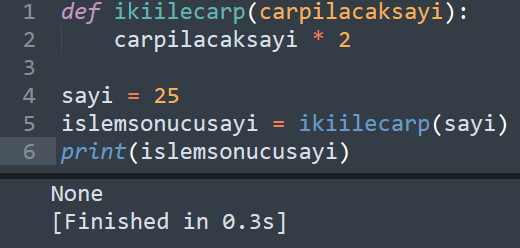 1 def ikiilecarp(carpilacaksayi):
2     carpilacaksayi * 2
3
4 sayi = 25
5 islemsonucusayi = ikiilecarp(sayi)
6 print(islemsonucusayi)
None
[Finished in 0.3s]